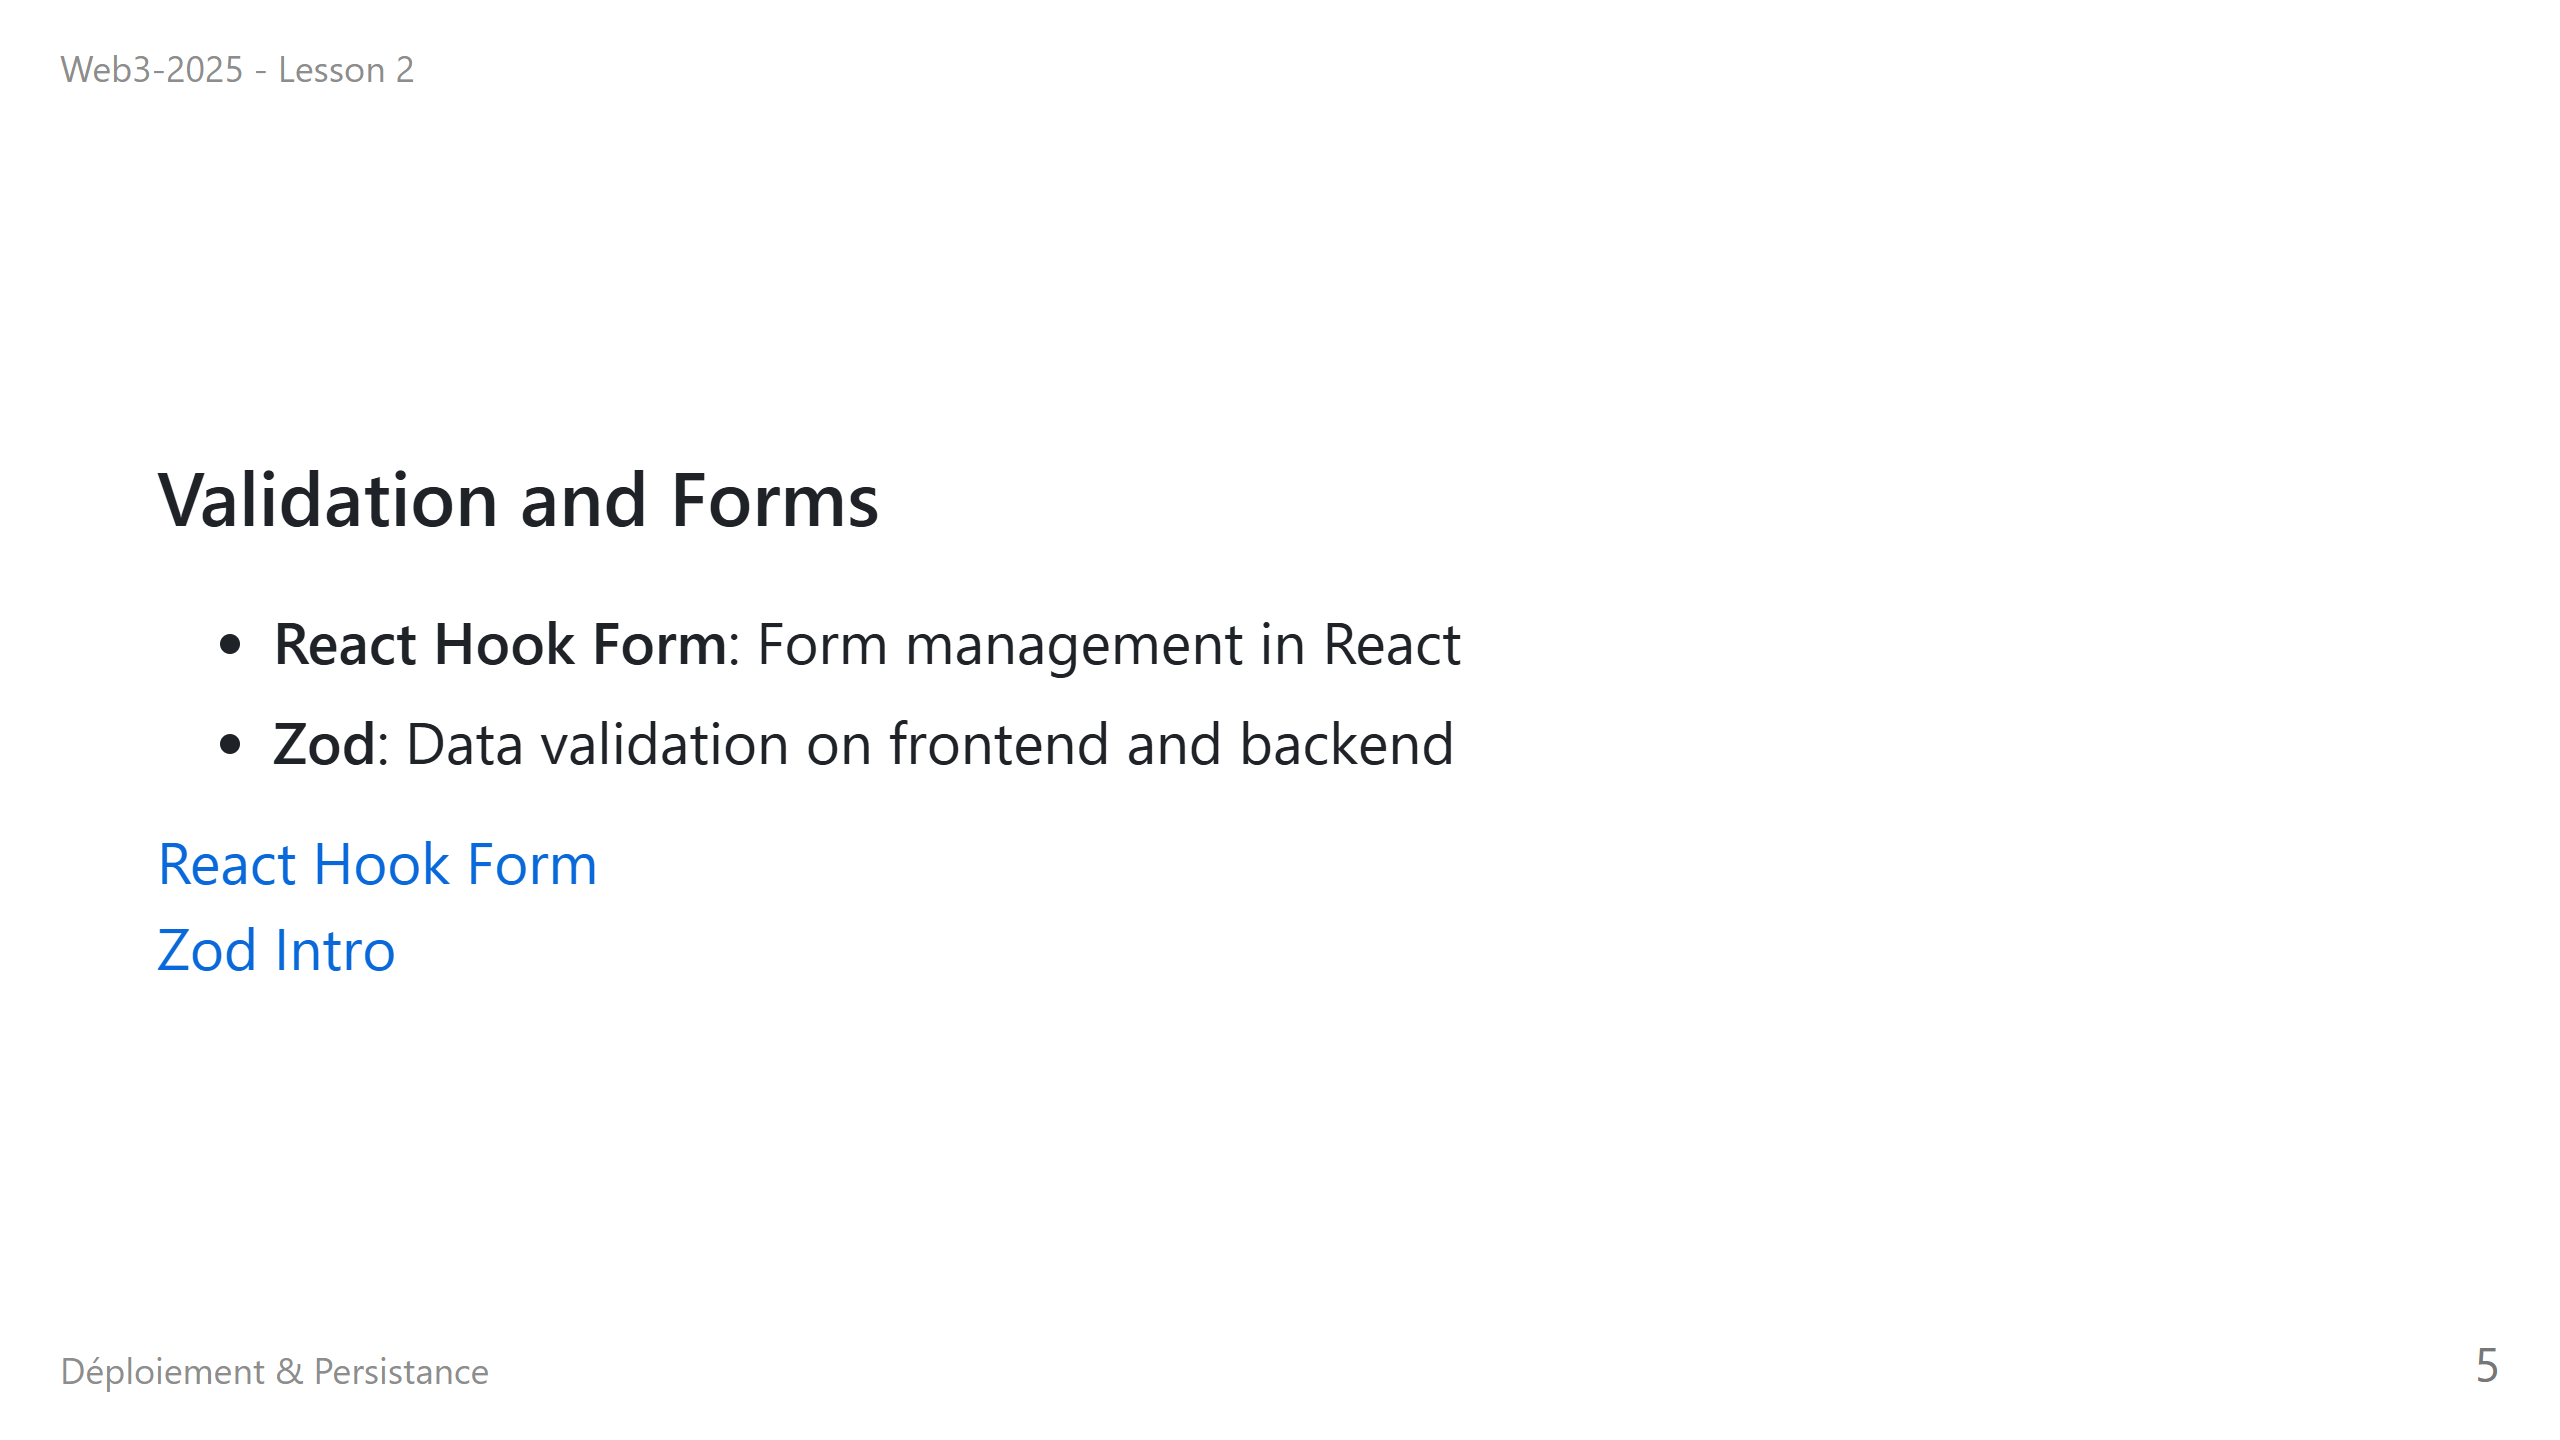 Web3-2025 - Lesson 2
Validation and Forms
• React Hook Form: Form management in React
• Zod: Data validation on frontend and backend
React Hook Form
Zod Intro
Déploiement & Persistance
5